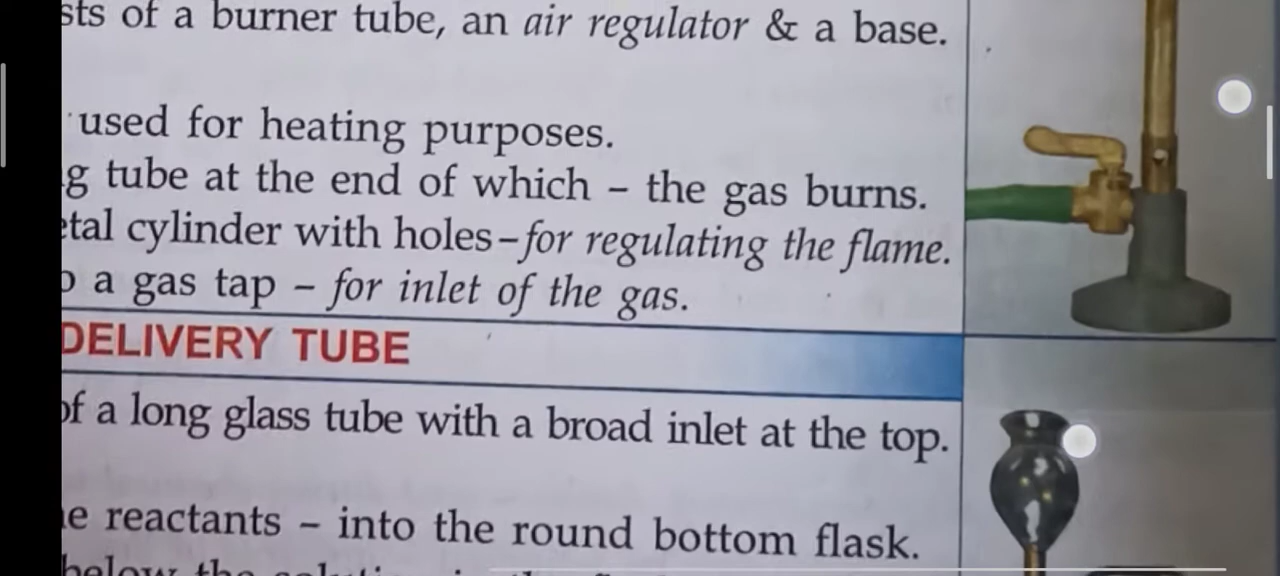 of a burner tube, an air regulator & a base.
used for heating purposes.
tube at the end of which – the gas burns.
cylinder with holes – for regulating the flame.
a gas tap – for inlet of the gas.
DELIVERY TUBE
of a long glass tube with a broad inlet at the top.
reactants – into the round bottom flask.
below the